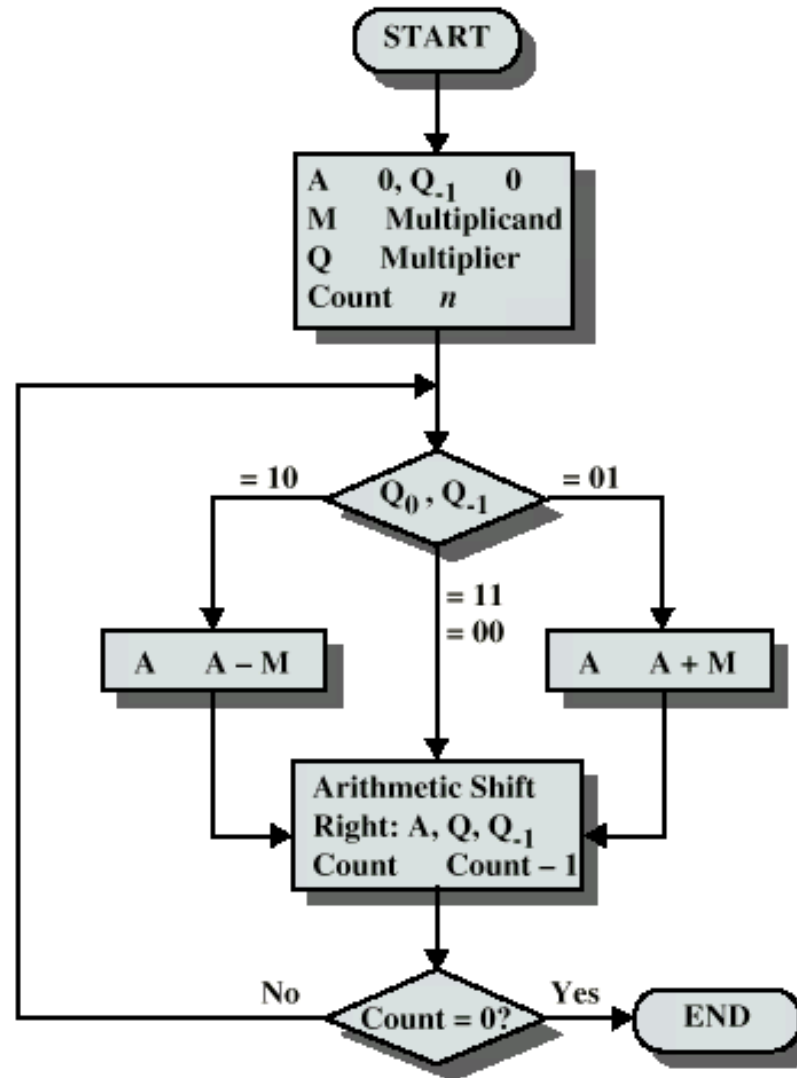 START
A 0, Q-1 0
M Multiplicand
Q Multiplier
Count n
= 10
Q0 , Q-1
= 01
= 11
= 00
A A – M
A A + M
Arithmetic Shift
Right: A, Q, Q-1
Count Count – 1
No
Count = 0?
Yes
END